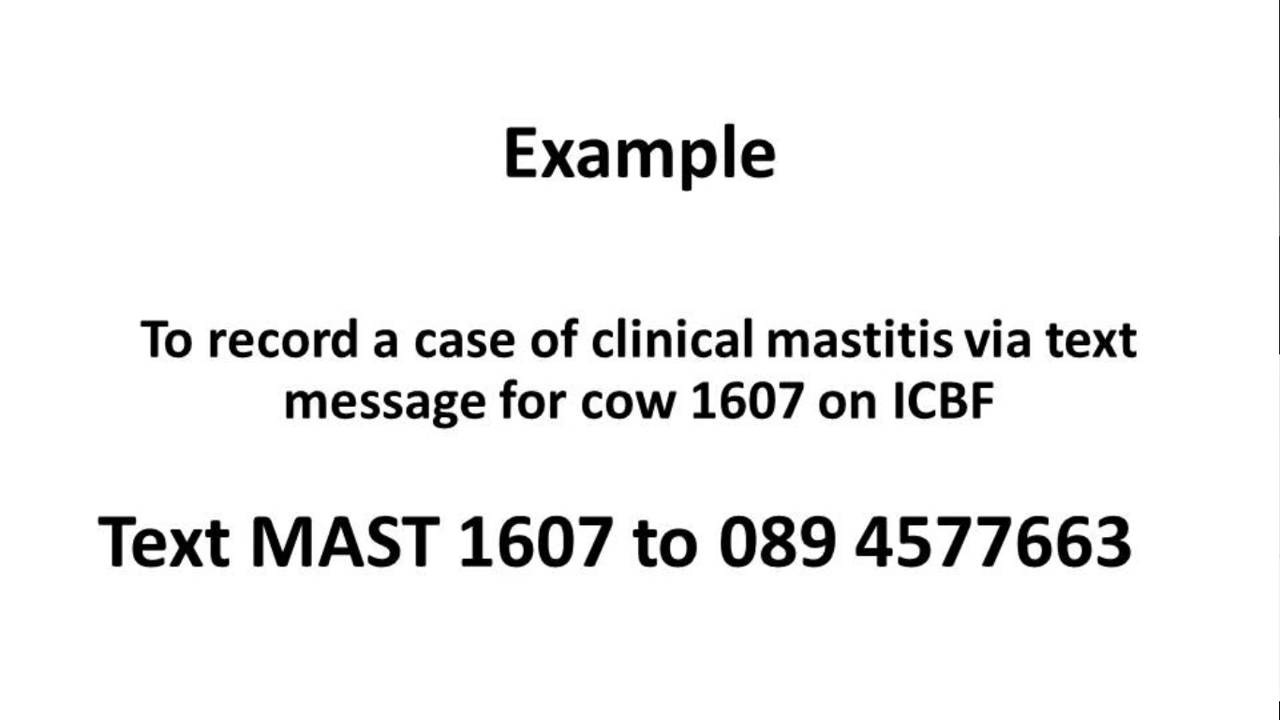 Example
To record a case of clinical mastitis via text
message for cow 1607 on ICBF
Text MAST 1607 to 089 4577663